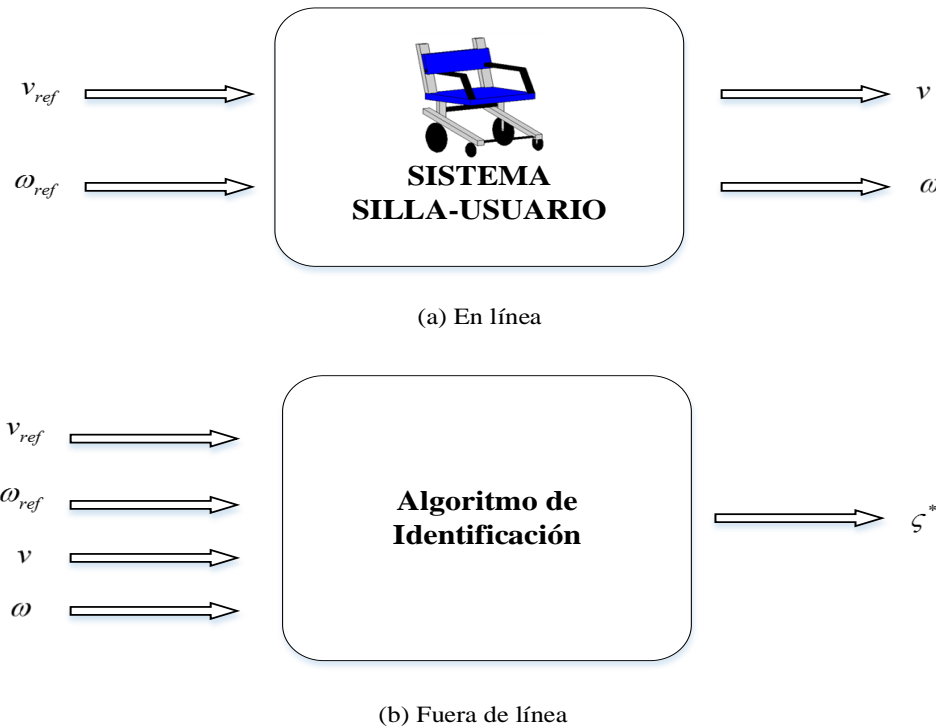 v_ref
v
ω_ref
ω
SISTEMA
SILLA-USUARIO
(a) En línea
v_ref
ω_ref
v
ω
Algoritmo de
Identificación
ς*
(b) Fuera de línea